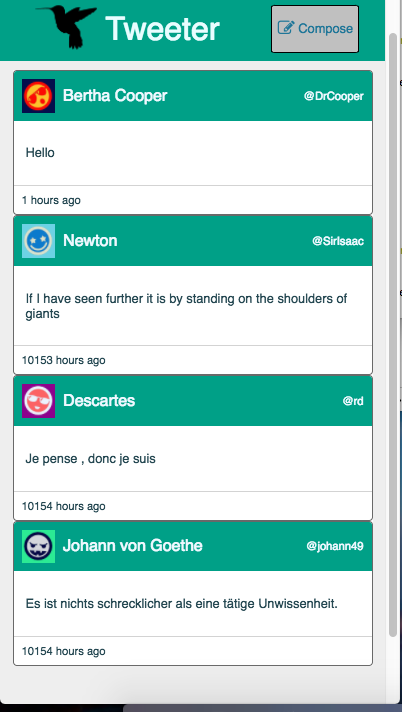 Tweeter
Compose
Bertha Cooper @DrCooper
Hello
1 hours ago
Newton @SirIsaac
If I have seen further it is by standing on the shoulders of
giants
10153 hours ago
Descartes @rd
Je pense , donc je suis
10154 hours ago
Johann von Goethe @johann49
Es ist nichts schrecklicher als eine tätige Unwissenheit.
10154 hours ago